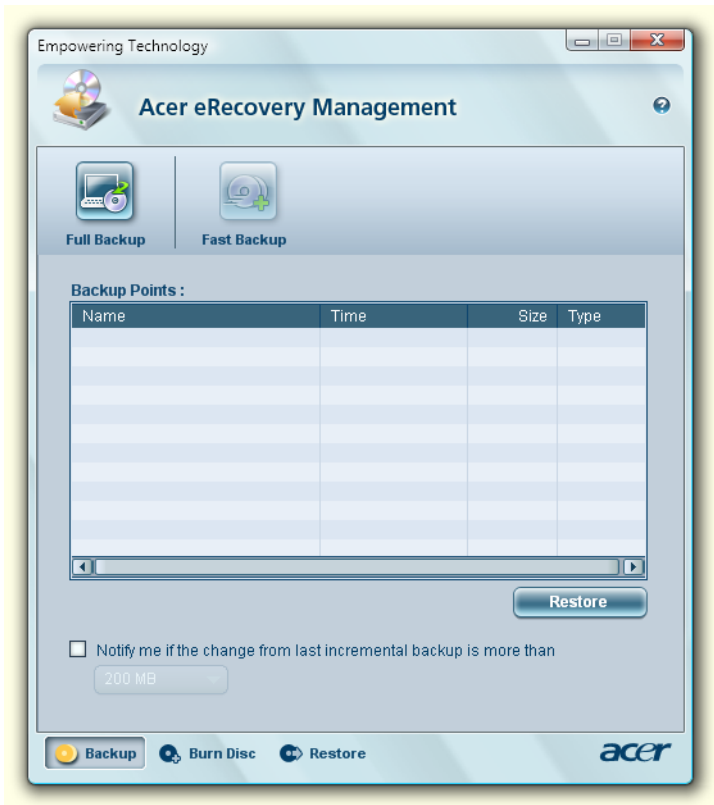 Empowering Technology
Acer eRecovery Management
Full Backup
Fast Backup
Backup Points :
Name Time Size Type
Restore
Notify me if the change from last incremental backup is more than
200 MB
Backup Burn Disc Restore acer